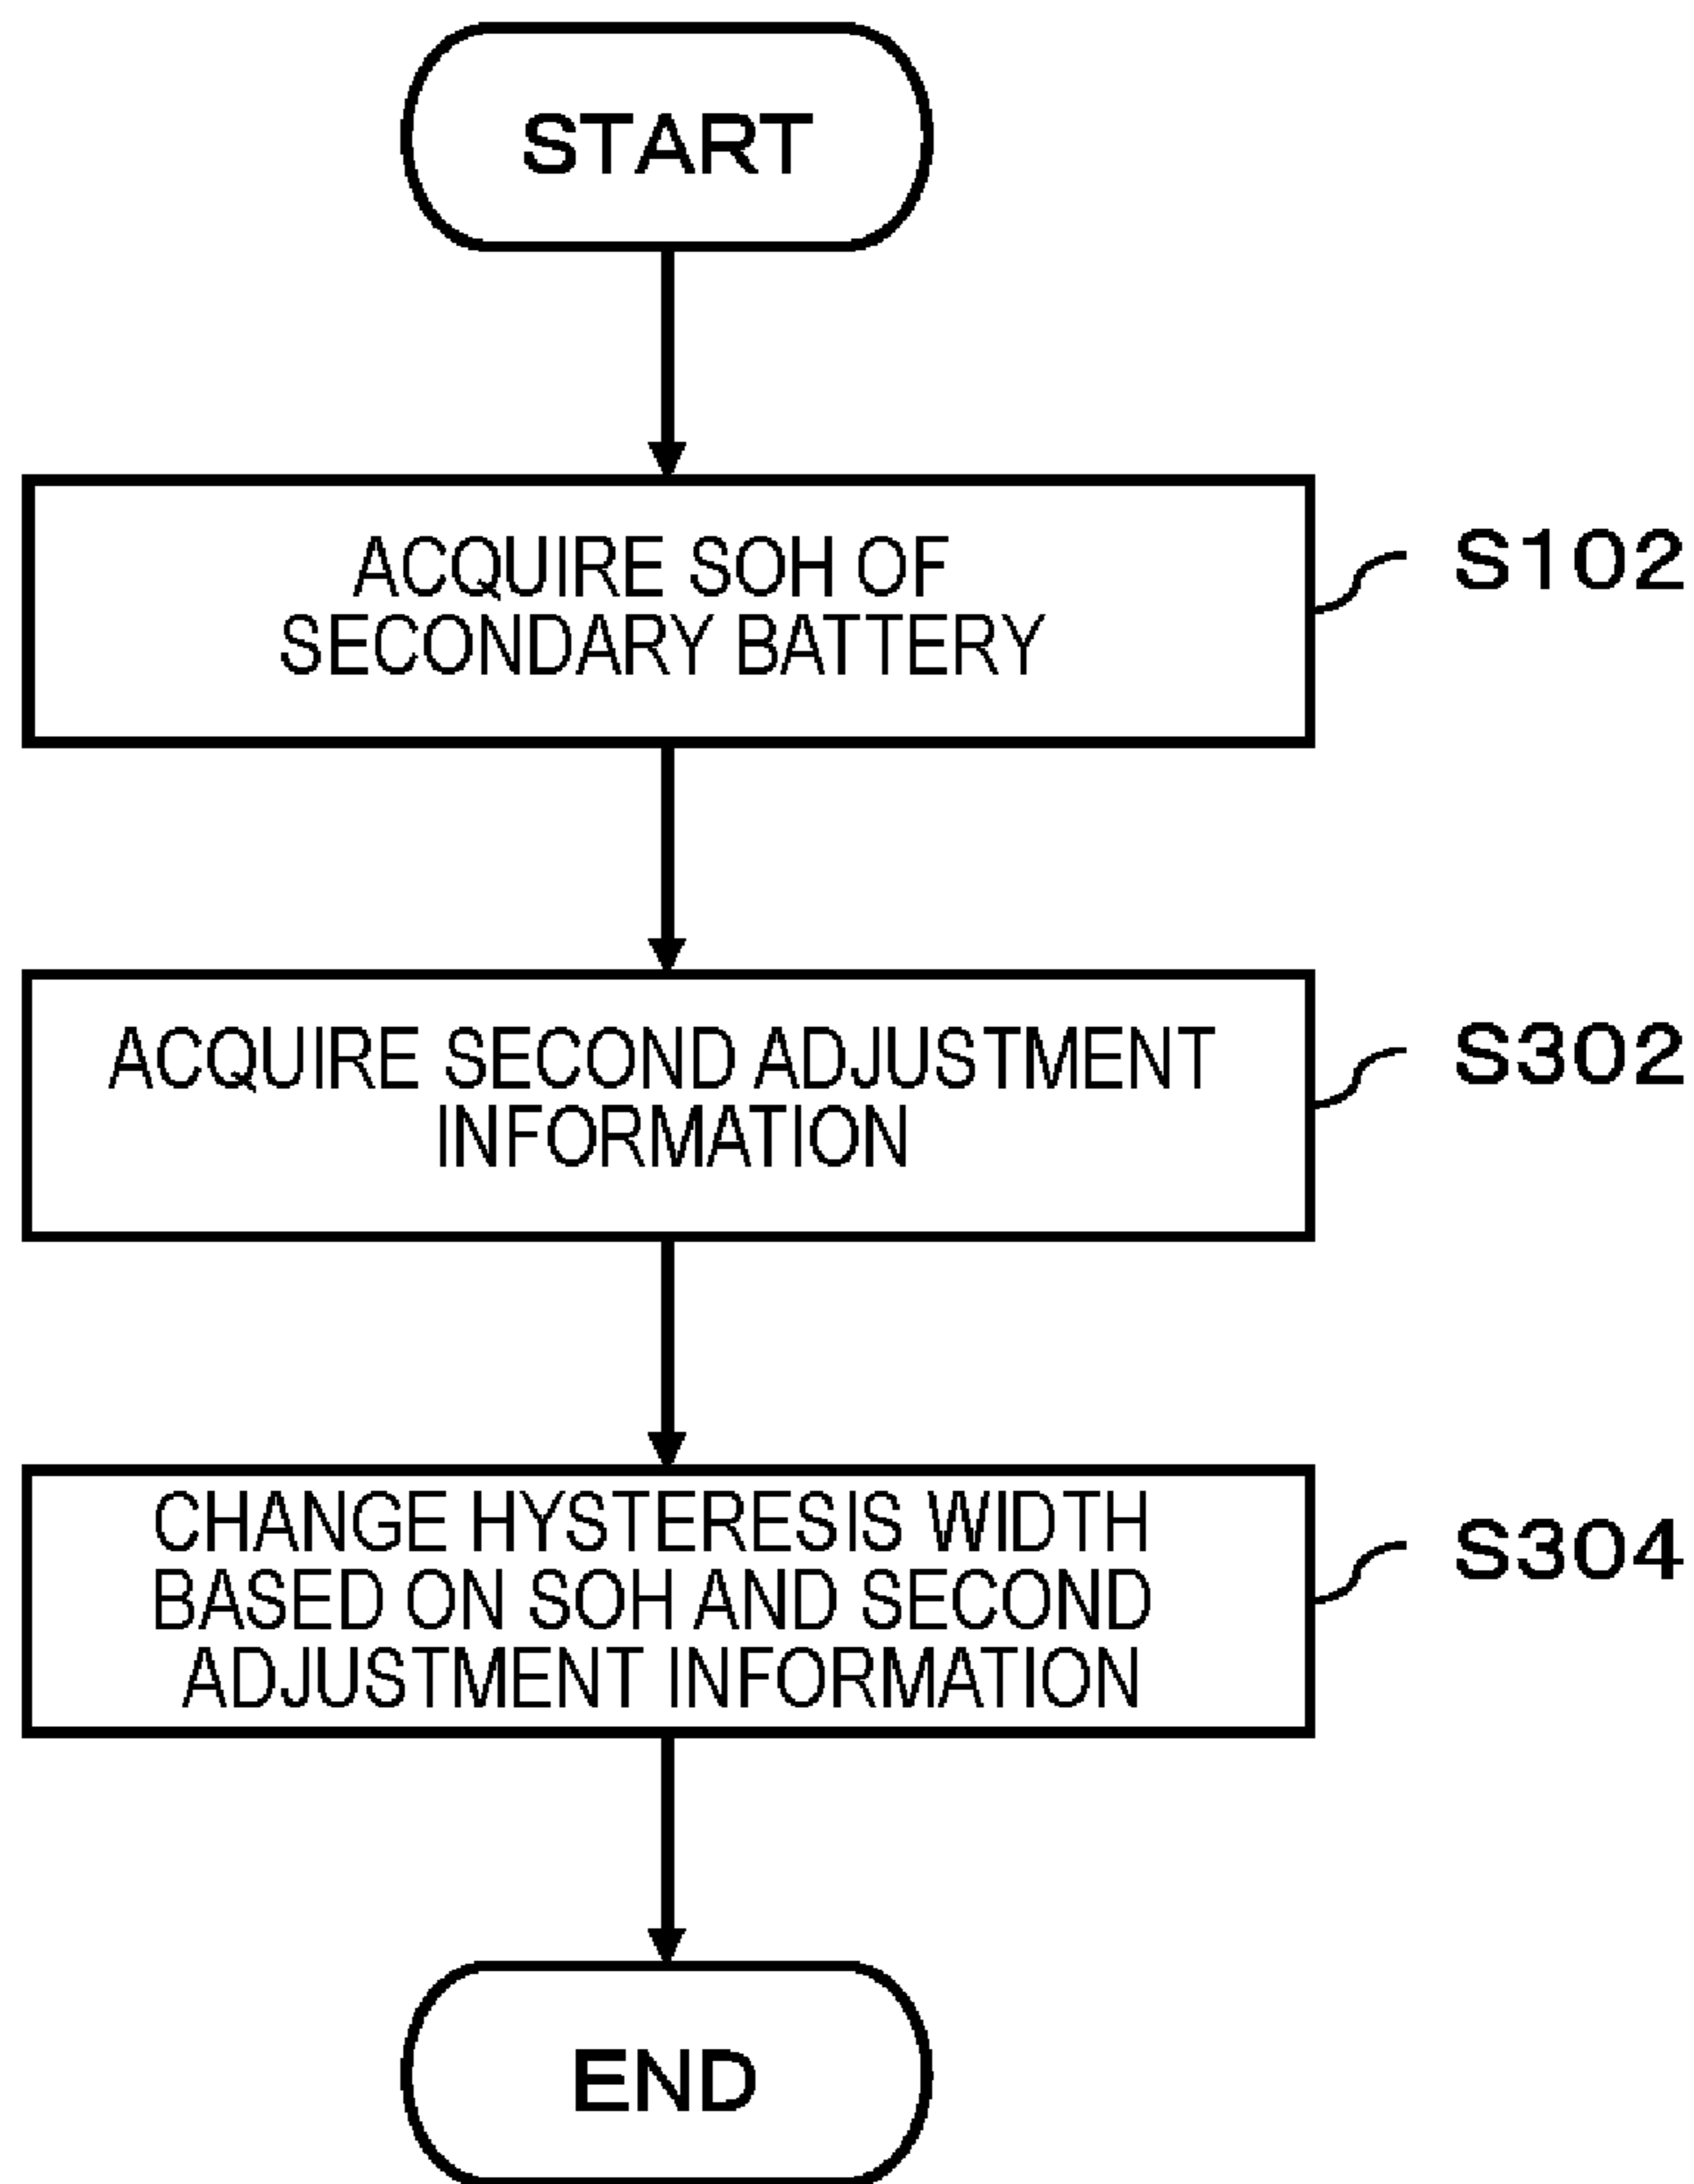 START
ACQUIRE SOH OF
SECONDARY BATTERY
S102
ACQUIRE SECOND ADJUSTMENT
INFORMATION
S302
CHANGE HYSTERESIS WIDTH
BASED ON SOH AND SECOND
ADJUSTMENT INFORMATION
S304
END